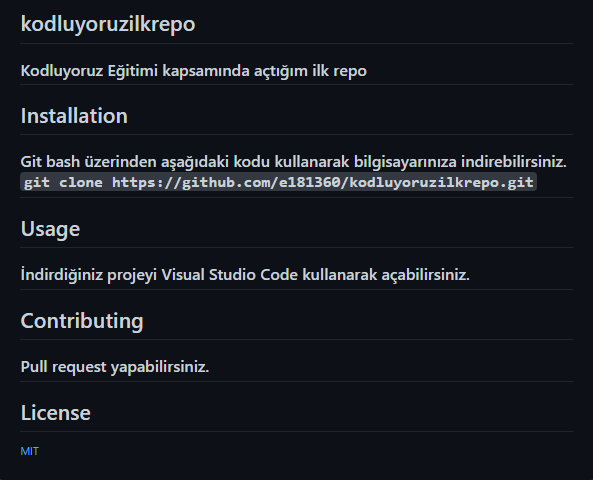 kodluyoruzilkrepo
Kodluyoruz Eğitimi kapsamında açtığım ilk repo
Installation
Git bash üzerinden aşağıdaki kodu kullanarak bilgisayarınıza indirebilirsiniz.
git clone https://github.com/e181360/kodluyoruzilkrepo.git
Usage
İndirdiğiniz projeyi Visual Studio Code kullanarak açabilirsiniz.
Contributing
Pull request yapabilirsiniz.
License
MIT